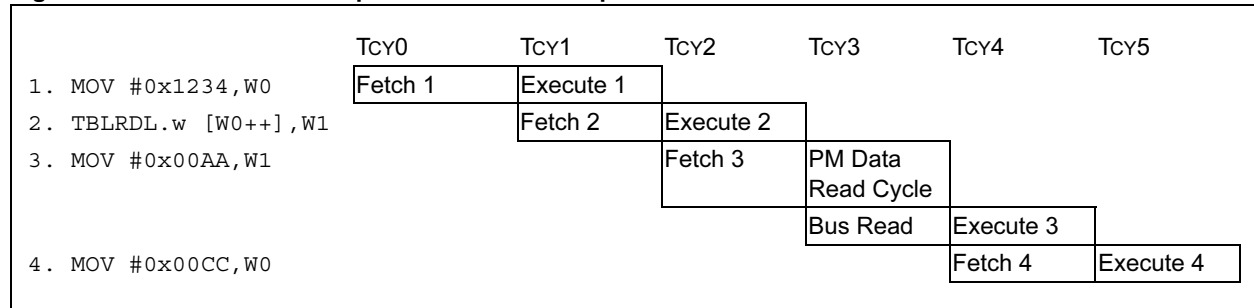 TCY0 TCY1 TCY2 TCY3 TCY4 TCY5
1. MOV #0x1234,W0 Fetch 1 Execute 1
2. TBLRDL.w [W0++],W1 Fetch 2 Execute 2
3. MOV #0x00AA,W1 Fetch 3 PM Data
Read Cycle
Bus Read Execute 3
4. MOV #0x00CC,W0 Fetch 4 Execute 4